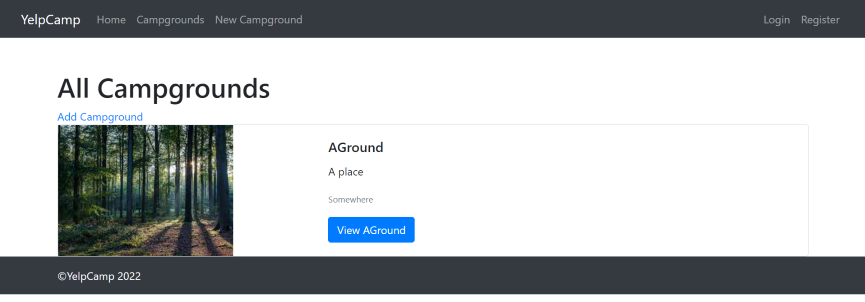 YelpCamp Home Campgrounds New Campground Login Register
All Campgrounds
Add Campground
AGround
A place
Somewhere
View AGround
©YelpCamp 2022